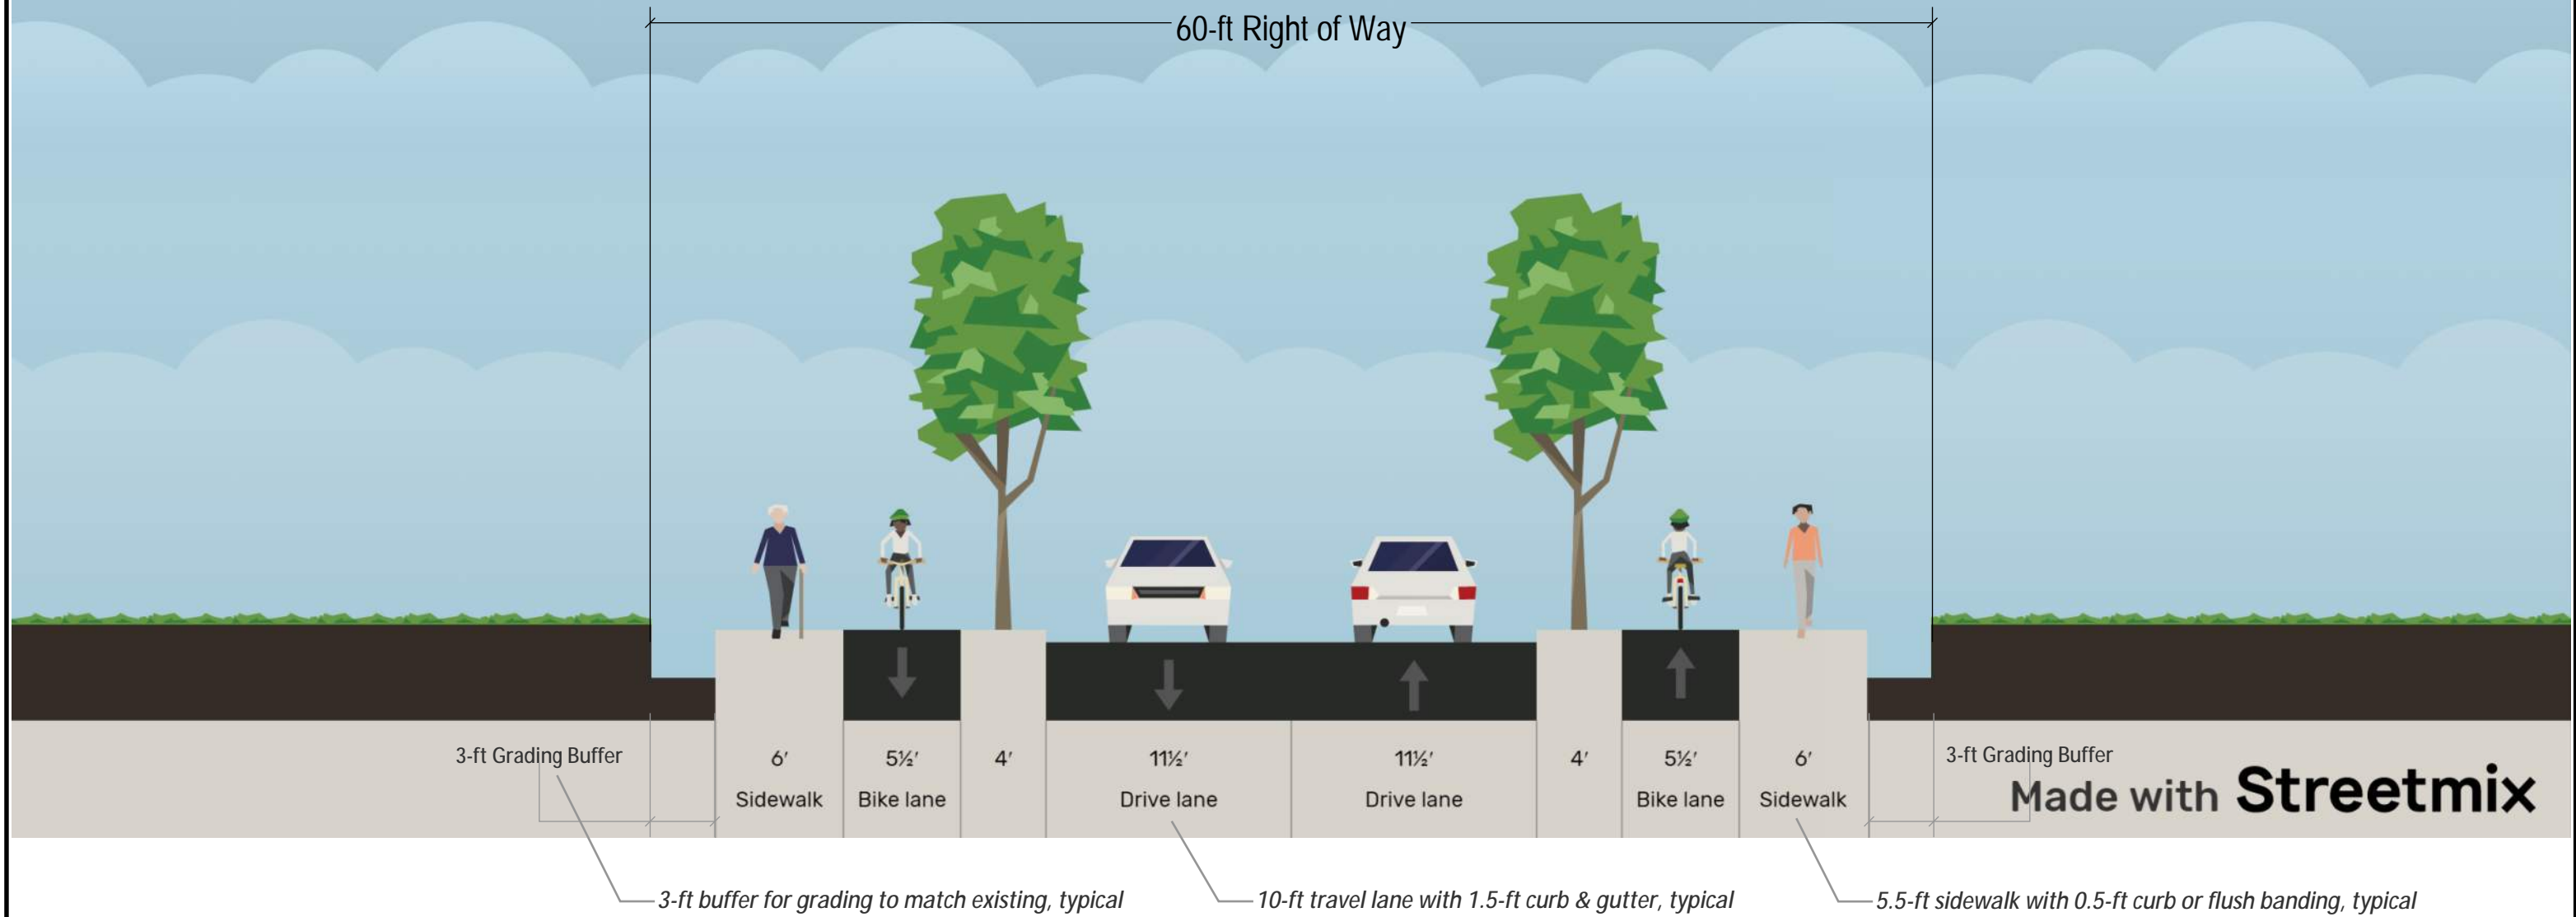 60-ft Right of Way
3-ft Grading Buffer
6′
5½′
4′
11½′
11½′
4′
5½′
6′
3-ft Grading Buffer
Sidewalk
Bike lane
Drive lane
Drive lane
Bike lane
Sidewalk
Made with Streetmix
3-ft buffer for grading to match existing, typical
10-ft travel lane with 1.5-ft curb & gutter, typical
5.5-ft sidewalk with 0.5-ft curb or flush banding, typical